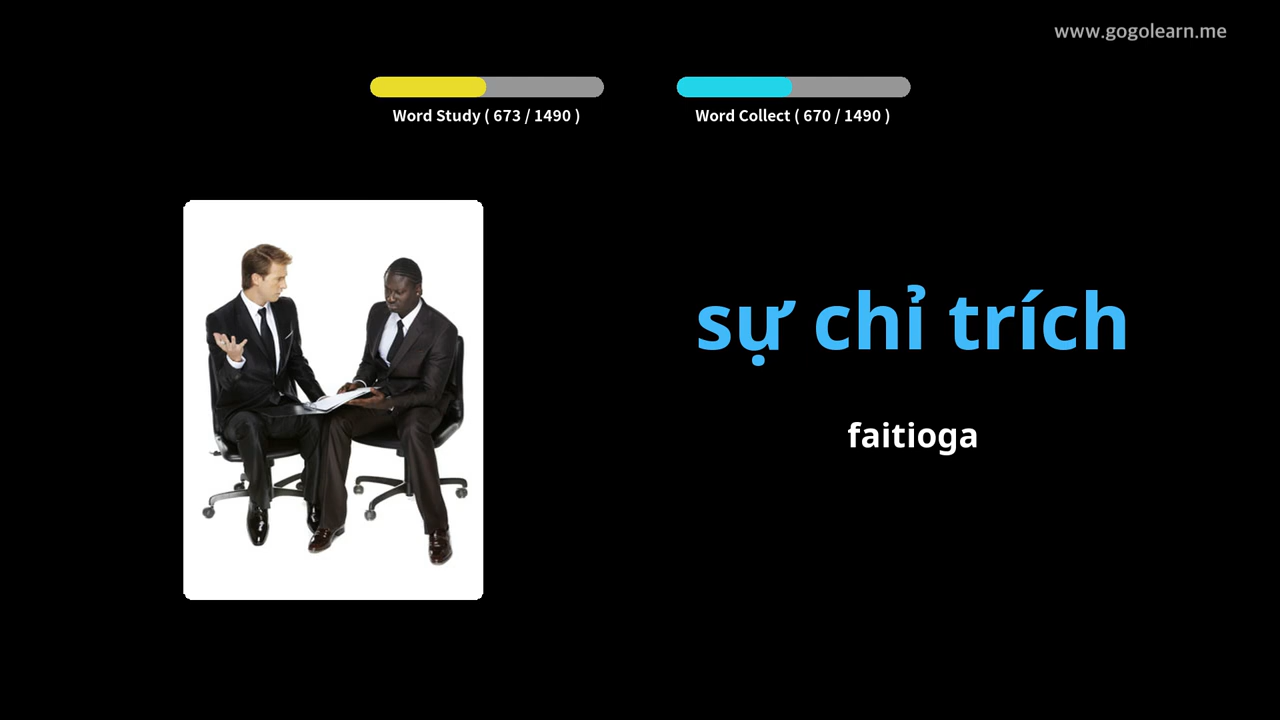 www.gogolearn.me
Word Study ( 673 / 1490 )
Word Collect ( 670 / 1490 )
sự chỉ trích
faitioga